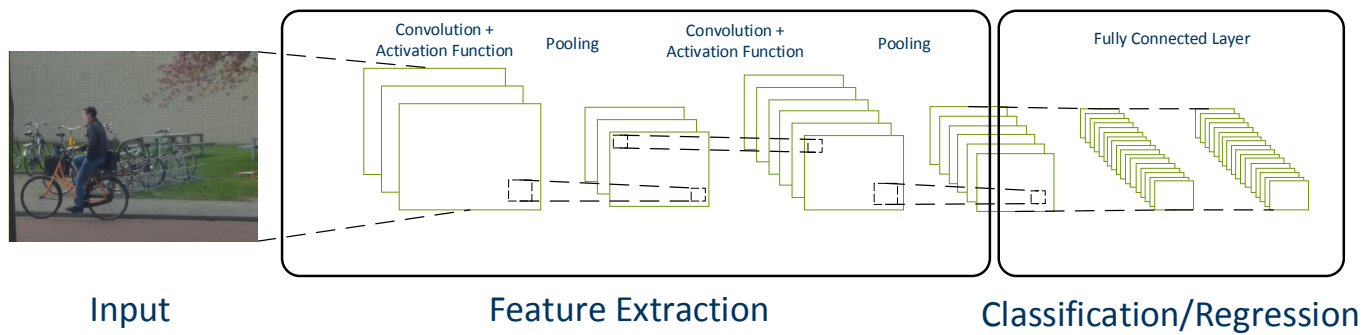 Convolution +
Activation Function
Pooling
Convolution +
Activation Function
Pooling
Fully Connected Layer
Input
Feature Extraction
Classification/Regression